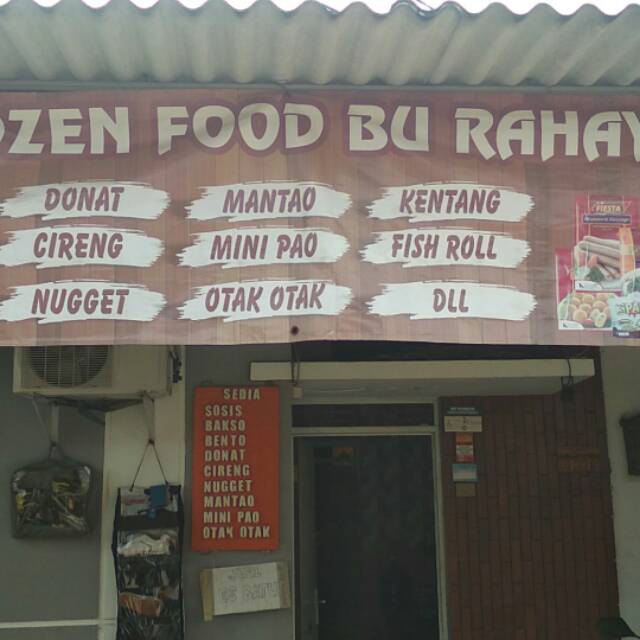 OZEN FOOD BU RAHAY
DONAT MANTAO KENTANG
CIRENG MINI PAO FISH ROLL
NUGGET OTAK OTAK DLL
FIESTA
SEDIA
SOSIS
BAKSO
BENTO
DONAT
CIRENG
NUGGET
MANTAO
MINI PAO
OTAK OTAK